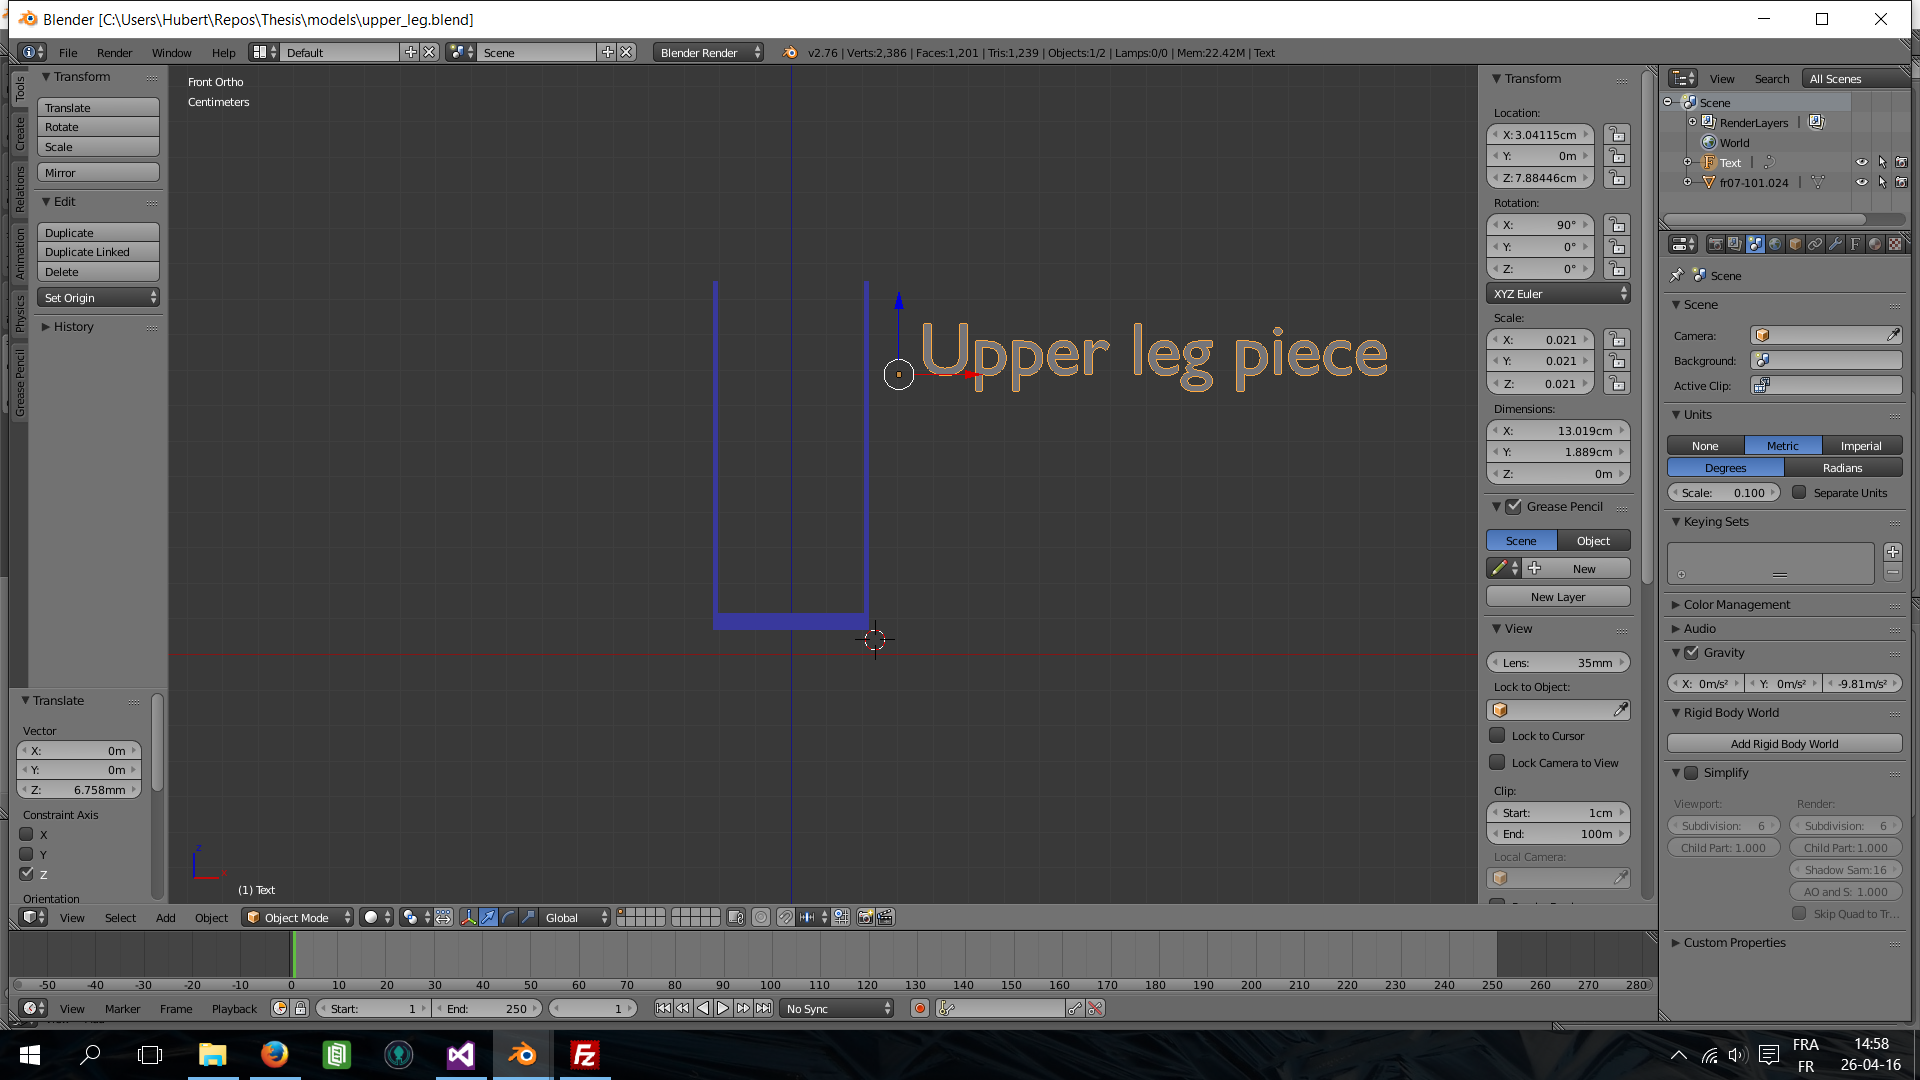 Blender [C:\Users\Hubert\Repos\Thesis\models\upper_leg.blend]
File Render Window Help Default Scene Blender Render v2.76 | Verts:2,386 | Faces:1,201 | Tris:1,239 | Objects:1/2 | Lamps:0/0 | Mem:22.42M | Text
Tools
Create
Relations
Animation
Physics
Grease Pencil
Transform
Translate
Rotate
Scale
Mirror
Edit
Duplicate
Duplicate Linked
Delete
Set Origin
History
Translate
Vector
X: 0m
Y: 0m
Z: 6.758mm
Constraint Axis
X
Y
Z
Orientation
Front Ortho
Centimeters
Upper leg piece
z
x
(1) Text
Transform
Location:
X: 3.04115cm
Y: 0m
Z: 7.88446cm
Rotation:
X: 90°
Y: 0°
Z: 0°
XYZ Euler
Scale:
X: 0.021
Y: 0.021
Z: 0.021
Dimensions:
X: 13.019cm
Y: 1.889cm
Z: 0m
Grease Pencil
Scene Object
New
New Layer
View
Lens: 35mm
Lock to Object:
Lock to Cursor
Lock Camera to View
Clip:
Start: 1cm
End: 100m
Local Camera:
View Search All Scenes
Scene
RenderLayers
World
Text
fr07-101.024
Scene
Scene
Camera:
Background:
Active Clip:
Units
None Metric Imperial
Degrees Radians
Scale: 0.100 Separate Units
Keying Sets
Color Management
Audio
Gravity
X: 0m/s² Y: 0m/s² -9.81m/s²
Rigid Body World
Add Rigid Body World
Simplify
Viewport: Render:
Subdivision: 6 Subdivision: 6
Child Part: 1.000 Child Part: 1.000
Shadow Sam: 16
AO and S: 1.000
Skip Quad to Tr...
Custom Properties
View Select Add Object Object Mode Global
-50 -40 -30 -20 -10 0 10 20 30 40 50 60 70 80 90 100 110 120 130 140 150 160 170 180 190 200 210 220 230 240 250 260 270 280
View Marker Frame Playback Start: 1 End: 250 1 No Sync
FRA 14:58
FR 26-04-16